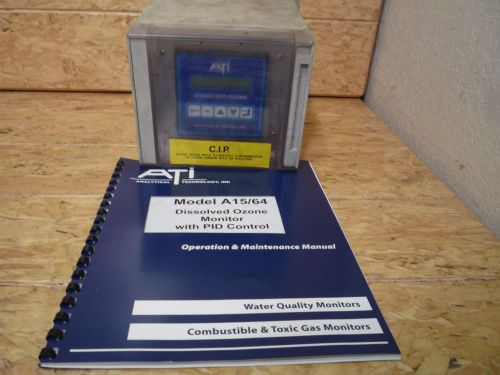 ATI
DISSOLVED OZONE
C.I.P.
ATI
ANALYTICAL TECHNOLOGY, INC
Model A15/64
Dissolved Ozone
Monitor
with PID Control
Operation & Maintenance Manual
Water Quality Monitors
Combustible & Toxic Gas Monitors